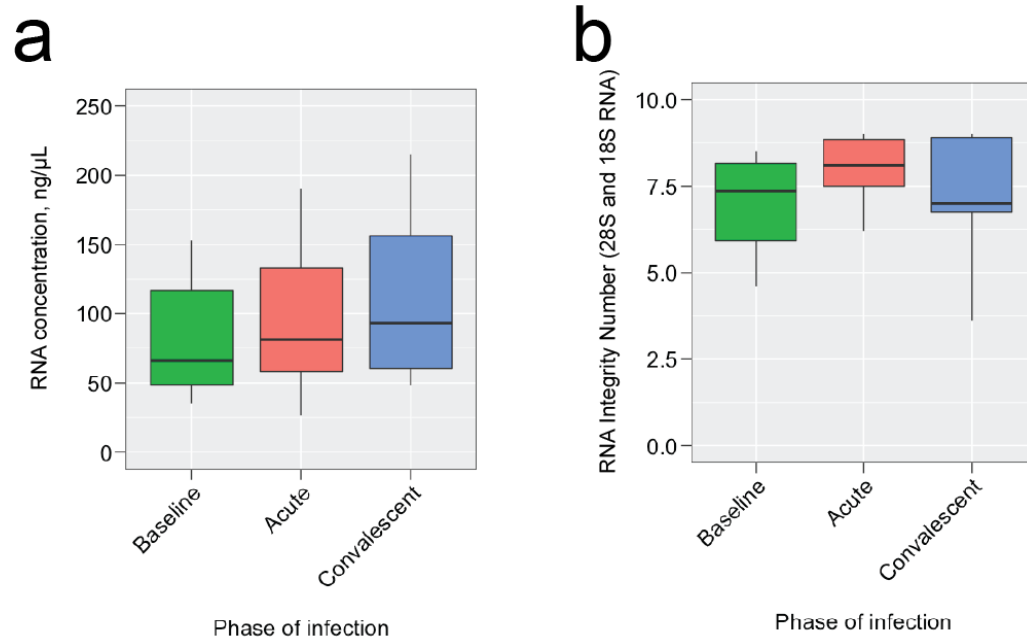 a
RNA concentration, ng/µL
250
200
150
100
50
0
Baseline
Acute
Convalescent
Phase of infection
b
RNA Integrity Number (28S and 18S RNA)
10.0
7.5
5.0
2.5
0.0
Baseline
Acute
Convalescent
Phase of infection